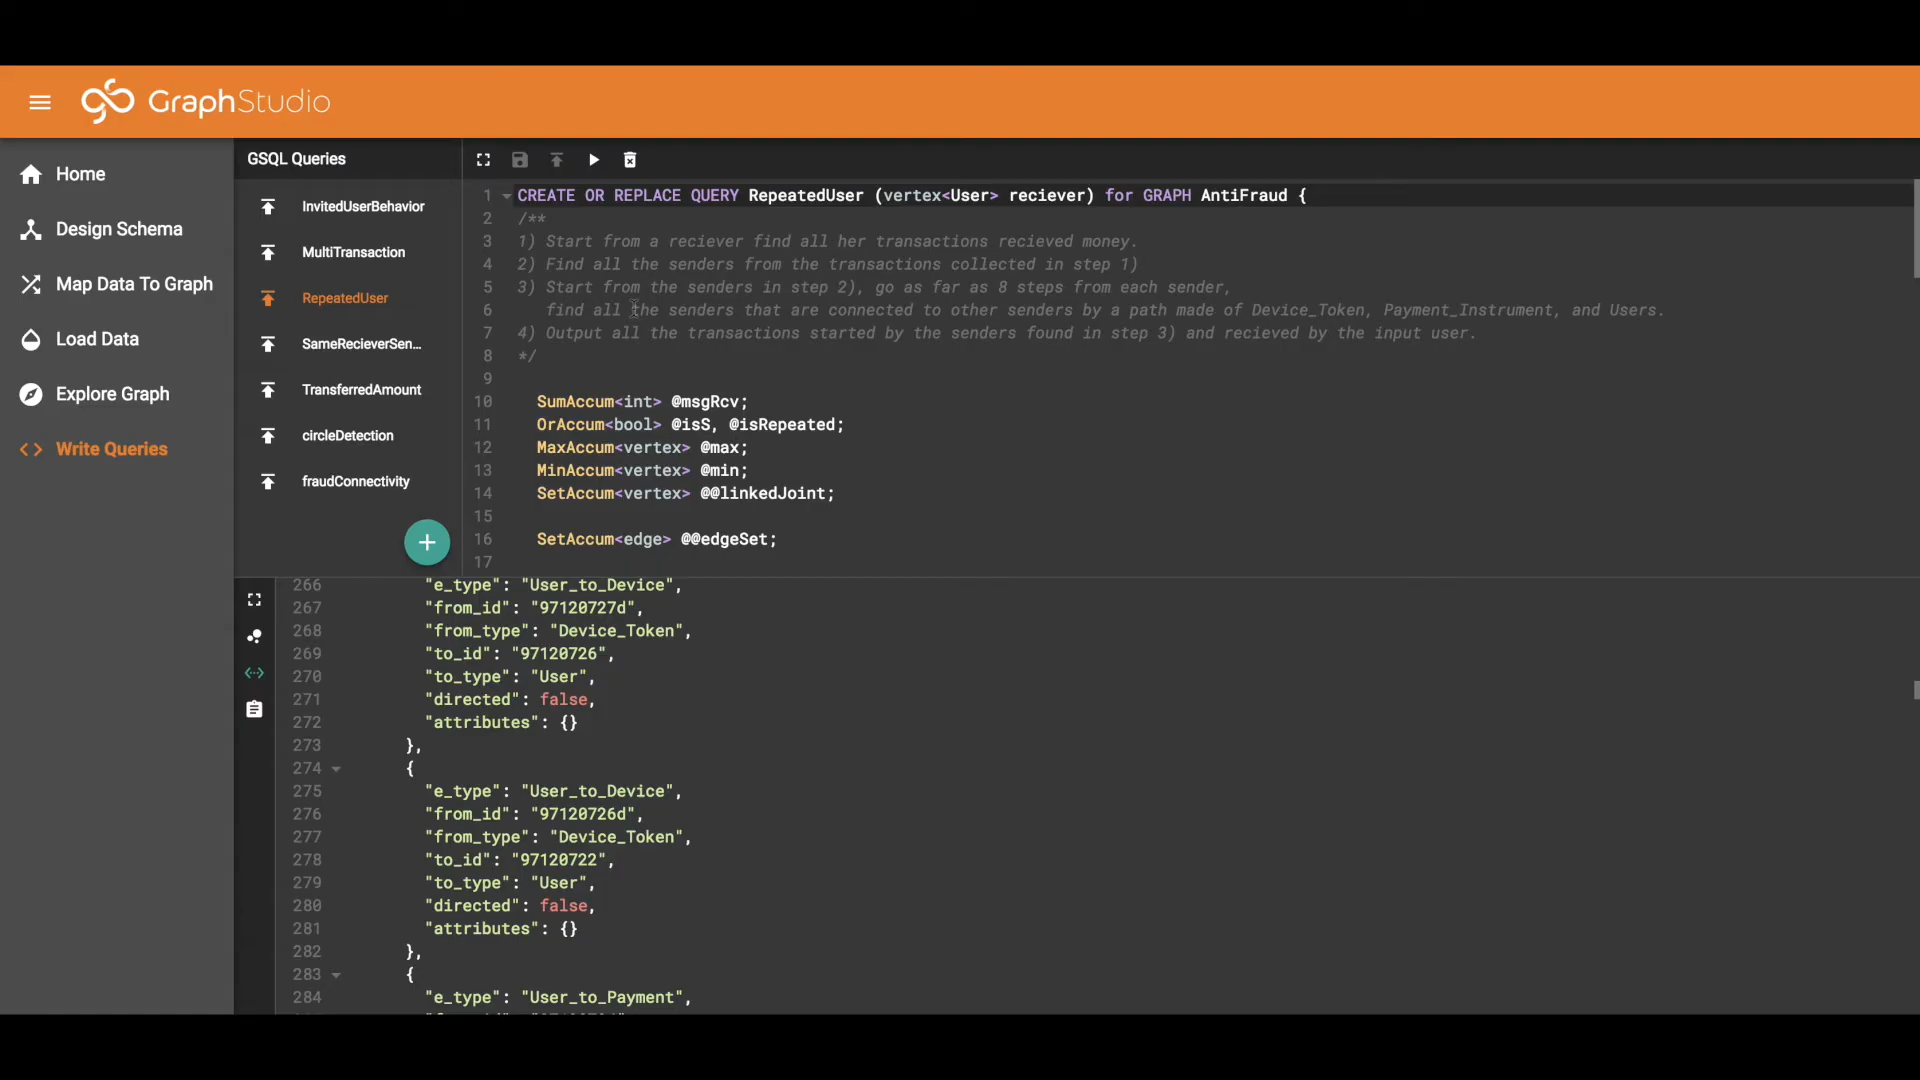 GraphStudio
Home
Design Schema
Map Data To Graph
Load Data
Explore Graph
Write Queries
GSQL Queries
InvitedUserBehavior
MultiTransaction
RepeatedUser
SameRecieverSen...
TransferredAmount
circleDetection
fraudConnectivity
+
1 CREATE OR REPLACE QUERY RepeatedUser (vertex<User> reciever) for GRAPH AntiFraud {
2 /**
3 1) Start from a reciever find all her transactions recieved money.
4 2) Find all the senders from the transactions collected in step 1)
5 3) Start from the senders in step 2), go as far as 8 steps from each sender,
6 find all the senders that are connected to other senders by a path made of Device_Token, Payment_Instrument, and Users.
7 4) Output all the transactions started by the senders found in step 3) and recieved by the input user.
8 */
9
10 SumAccum<int> @msgRcv;
11 OrAccum<bool> @isS, @isRepeated;
12 MaxAccum<vertex> @max;
13 MinAccum<vertex> @min;
14 SetAccum<vertex> @@linkedJoint;
15
16 SetAccum<edge> @@edgeSet;
17
266 "e_type": "User_to_Device",
267 "from_id": "97120727d",
268 "from_type": "Device_Token",
269 "to_id": "97120726",
270 "to_type": "User",
271 "directed": false,
272 "attributes": {}
273 },
274 {
275 "e_type": "User_to_Device",
276 "from_id": "97120726d",
277 "from_type": "Device_Token",
278 "to_id": "97120722",
279 "to_type": "User",
280 "directed": false,
281 "attributes": {}
282 },
283 {
284 "e_type": "User_to_Payment",